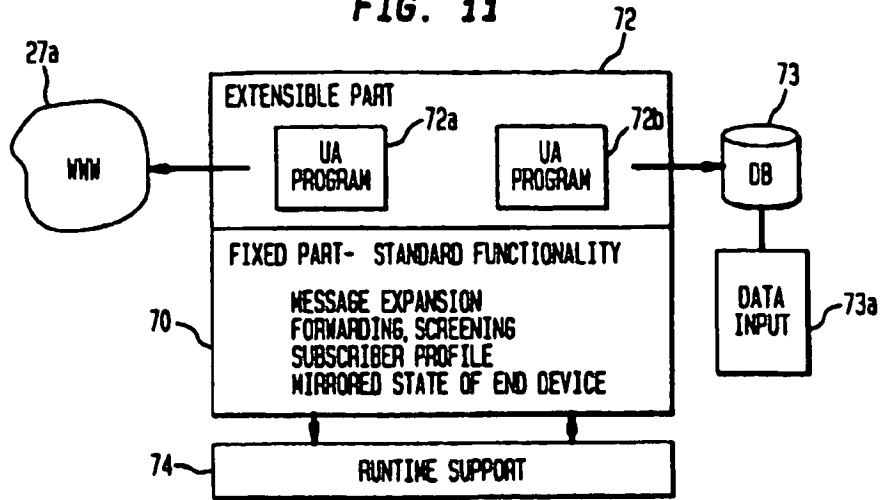 FIG. 11
27a
72
73
EXTENSIBLE PART
72a
72b
WWW
UA
PROGRAM
UA
PROGRAM
DB
FIXED PART- STANDARD FUNCTIONALITY
MESSAGE EXPANSION
FORWARDING, SCREENING
SUBSCRIBER PROFILE
MIRRORED STATE OF END DEVICE
70
DATA
INPUT
73a
74
RUNTIME SUPPORT